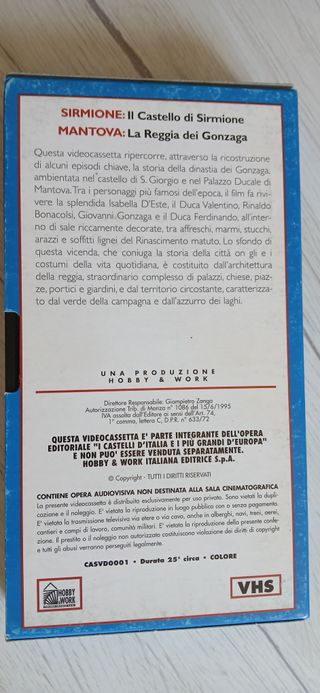 SIRMIONE: Il Castello di Sirmione
MANTOVA: La Reggia dei Gonzaga
Questa videocassetta ripercorre, attraverso la ricostruzione
di alcuni episodi chiave, la storia della dinastia dei Gonzaga,
ambientata nel castello di S. Giorgio e nel Palazzo Ducale di
Mantova. Tra i personaggi più famosi dell'epoca, il film fa rivi-
vere la splendida Isabella D'Este, il Duca Valentino, Rinaldo
Bonacolsi, Giovanni Gonzaga e il Duca Ferdinando, all'inter-
no di sale riccamente decorate, tra affreschi, marmi, stucchi,
arazzi e soffitti lignei del Rinascimento matuto. Lo sfondo di
questa vicenda, che coniuga la storia della città on gli e i
costumi della vita quotidiana, è costituito dall'architettura
della reggia, straordinario complesso di palazzi, chiese, piaz-
ze, portici e giardini, e dal territorio circostante, caratterizza-
to dal verde della campagna e dall'azzurro dei laghi.
UNA PRODUZIONE
HOBBY & WORK
Direttore Responsabile: Giampietro Zanga
Autorizzazione Trib. di Monza n° 1086 del 15/6/1995
IVA assolta dall'Editore ai sensi dell'Art. 74,
1° comma, lettera C, D.P.R. n° 633/72
QUESTA VIDEOCASSETTA E' PARTE INTEGRANTE DELL'OPERA
EDITORIALE "I CASTELLI D'ITALIA E I PIU GRANDI D'EUROPA"
E NON PUO' ESSERE VENDUTA SEPARATAMENTE.
HOBBY & WORK ITALIANA EDITRICE S.p.A.
© Copyright - TUTTI I DIRITTI RISERVATI
CONTIENE OPERA AUDIOVISIVA NON DESTINATA ALLA SALA CINEMATOGRAFICA
La presente videocassetta è distribuita esclusivamente per uso privato. Sono vietati la dupli-
cazione e il noleggio. E' vietata la riproduzione in luogo pubblico con o senza pagamento.
E' vietata la trasmissione televisiva via etere o via cavo, anche in alberghi, navi, treni, aerei,
cantieri e campi di lavoro, comunità militari. E' vietata la riproduzione della presente confe-
zione. Il prestito o il noleggio non autorizzato costituiscono violazione dei diritti di copyright
e tutti gli abusi verranno perseguiti legalmente.
CASVD0001 • Durata 25' circa • COLORE
HOBBY
& WORK
VHS